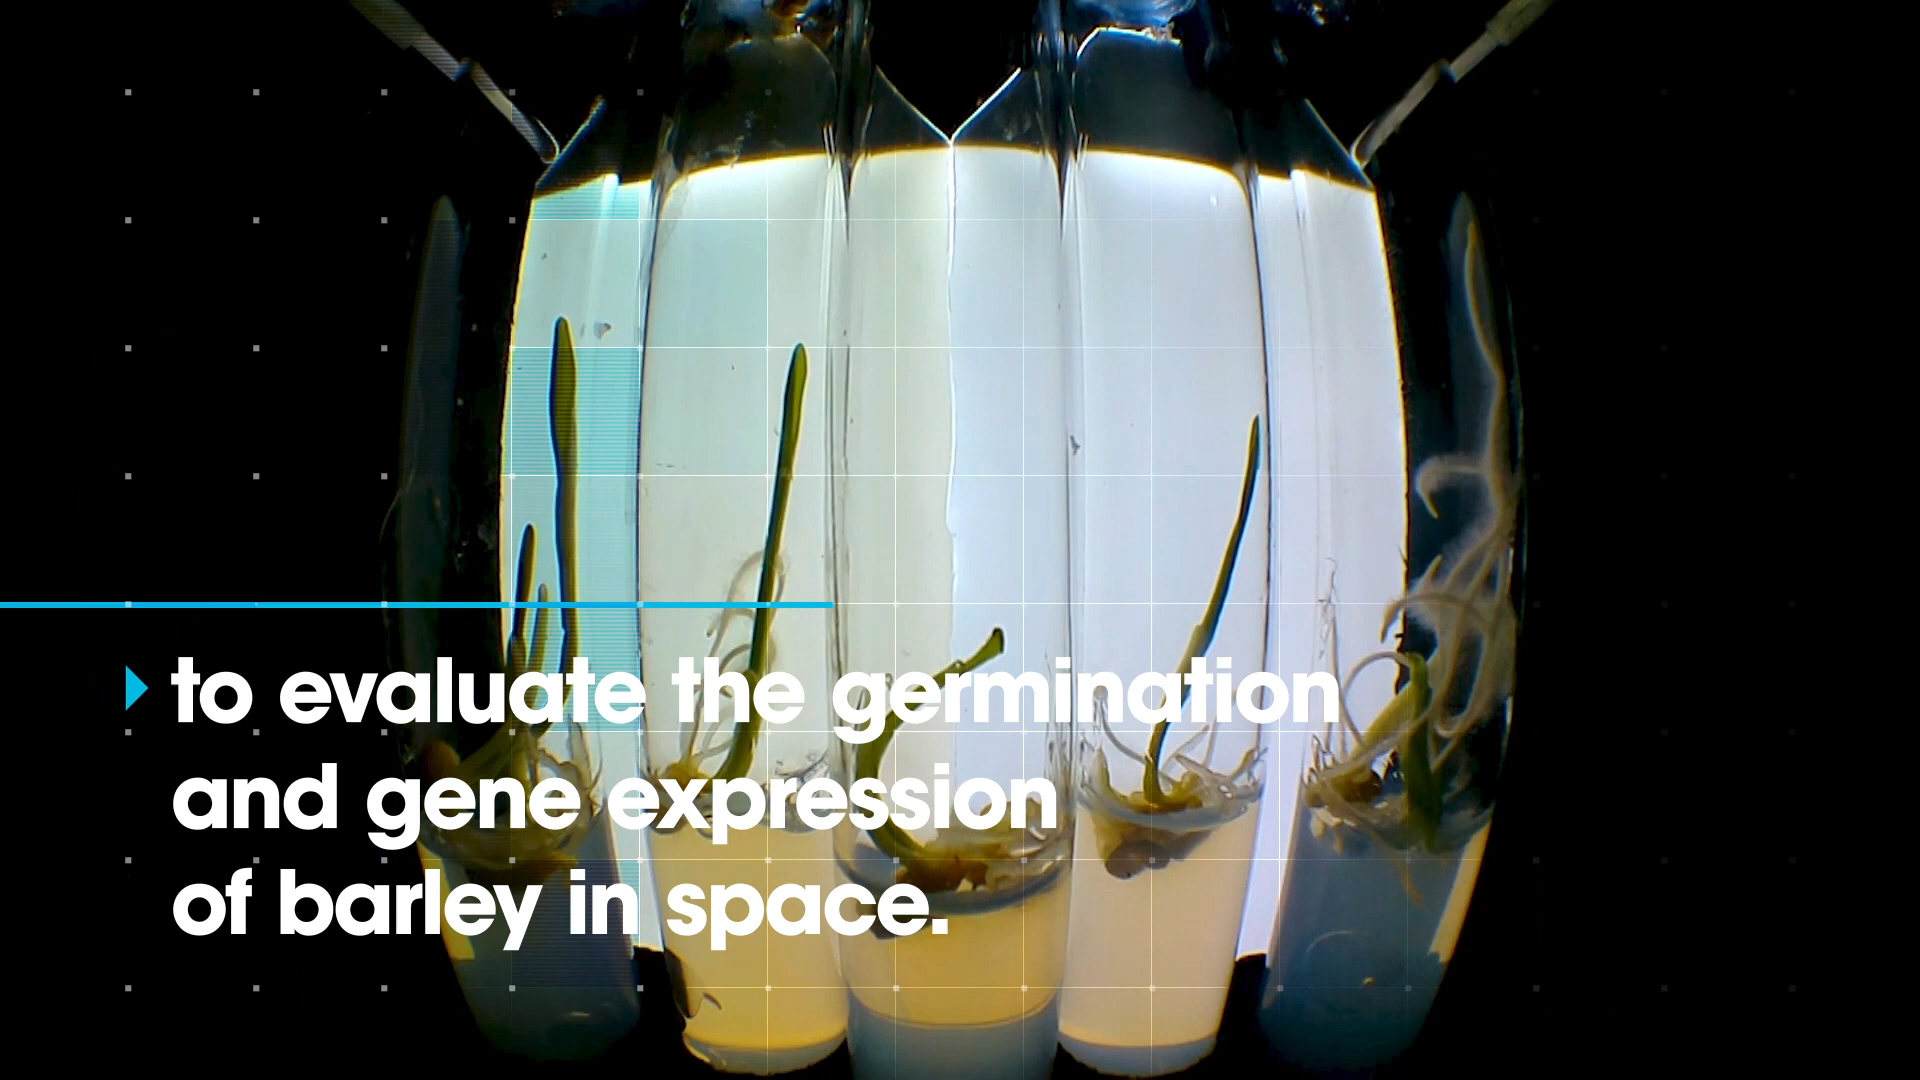 to evaluate the germination
and gene expression
of barley in space.